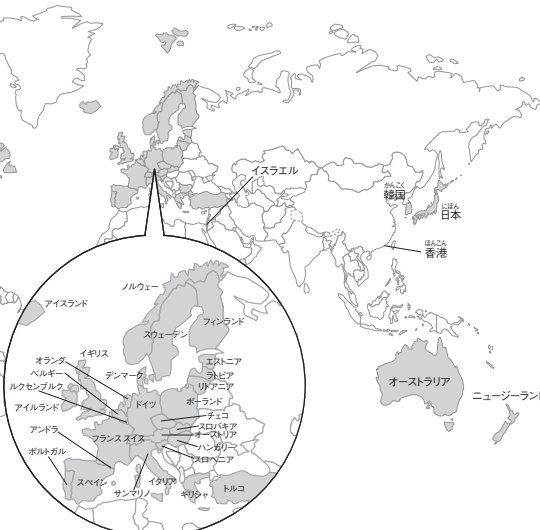 イスラエル
かんこく
韓国
にほん
日本
ほんこん
香港
ノルウェー
アイスランド
フィンランド
スウェーデン
イギリス
オランダ
エストニア
ベルギー
デンマーク
ラトビア
ルクセンブルク
リトアニア
オーストラリア
ニュージーラン
アイルランド
ドイツ
ポーランド
チェコ
スロバキア
アンドラ
オーストリア
フランス スイス
ハンガリー
ポルトガル
スロベニア
スペイン
イタリア
サンマリノ
ギリシャ
トルコ